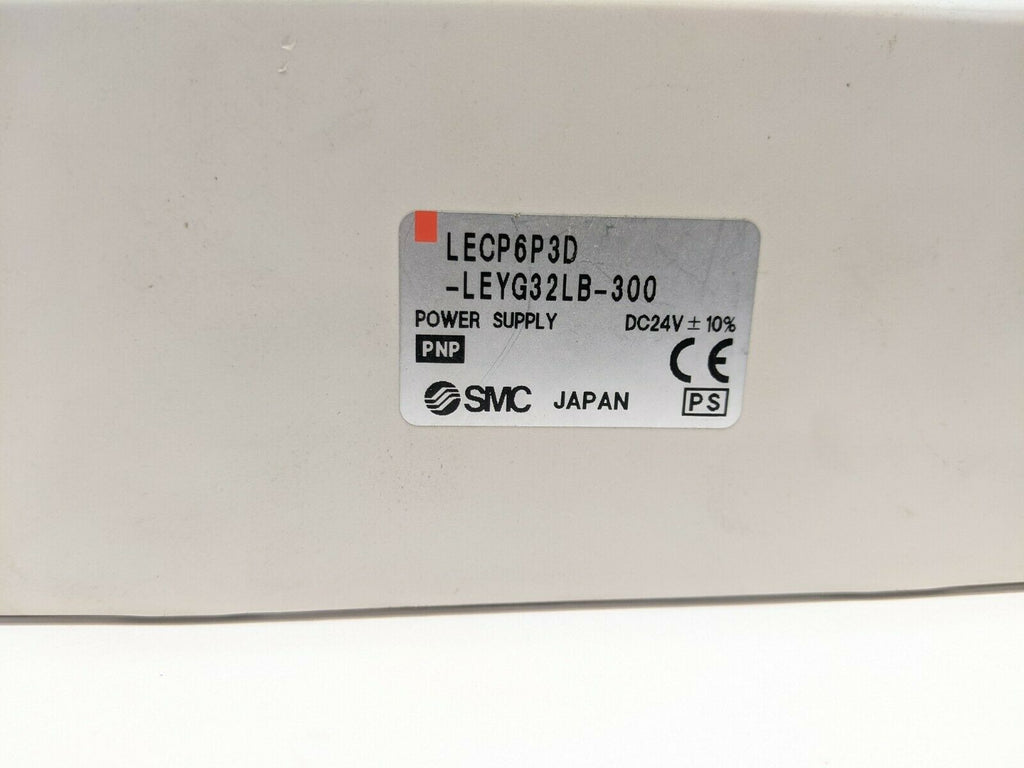 LECP6P3D
-LEYG32LB-300
POWER SUPPLY DC24V ± 10%
PNP
CE
SMC JAPAN PS